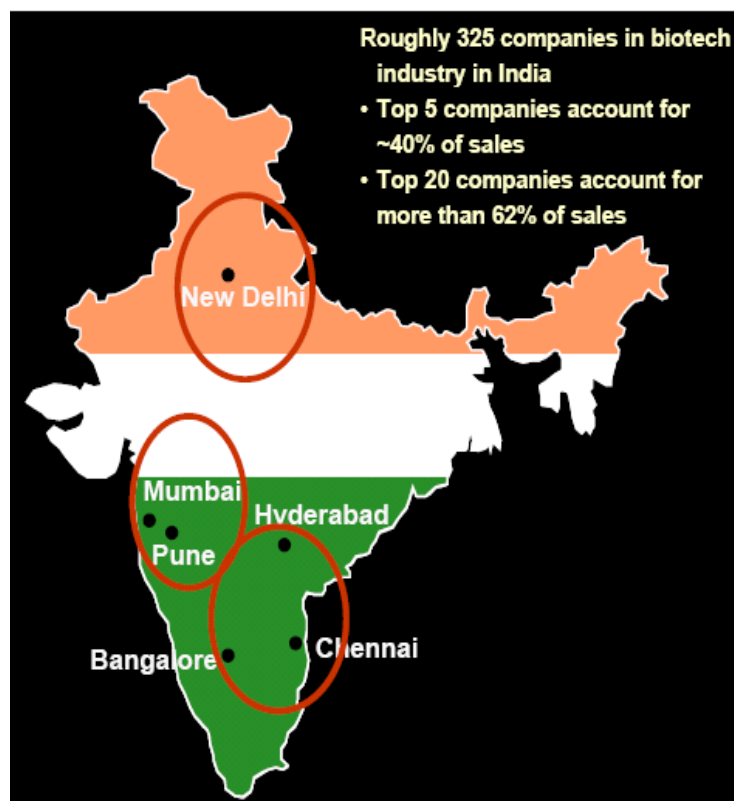 Roughly 325 companies in biotech
industry in India
• Top 5 companies account for
~40% of sales
• Top 20 companies account for
more than 62% of sales
New Delhi
Mumbai
Hyderabad
Pune
Chennai
Bangalore